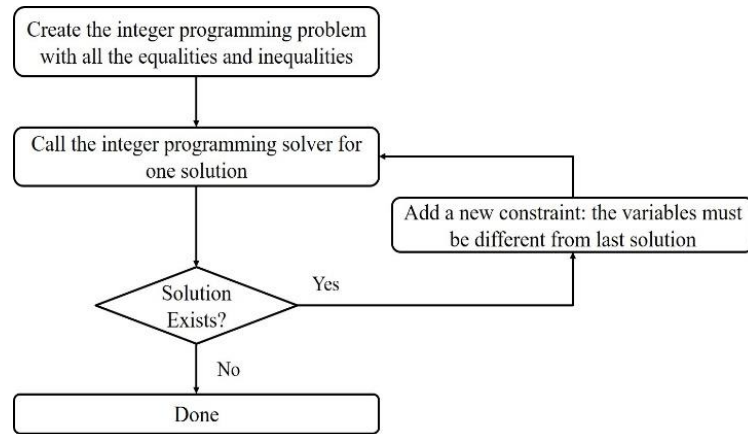 Create the integer programming problem
with all the equalities and inequalities
Call the integer programming solver for
one solution
Add a new constraint: the variables must
be different from last solution
Solution
Exists?
Yes
No
Done